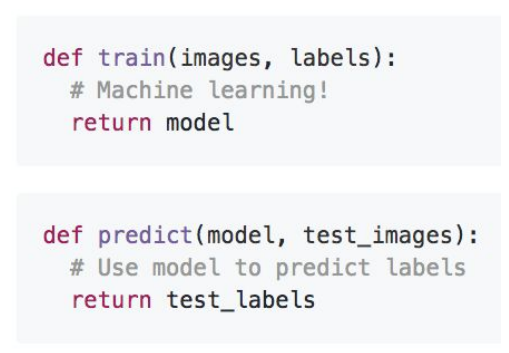 def train(images, labels):
  # Machine learning!
  return model
def predict(model, test_images):
  # Use model to predict labels
  return test_labels